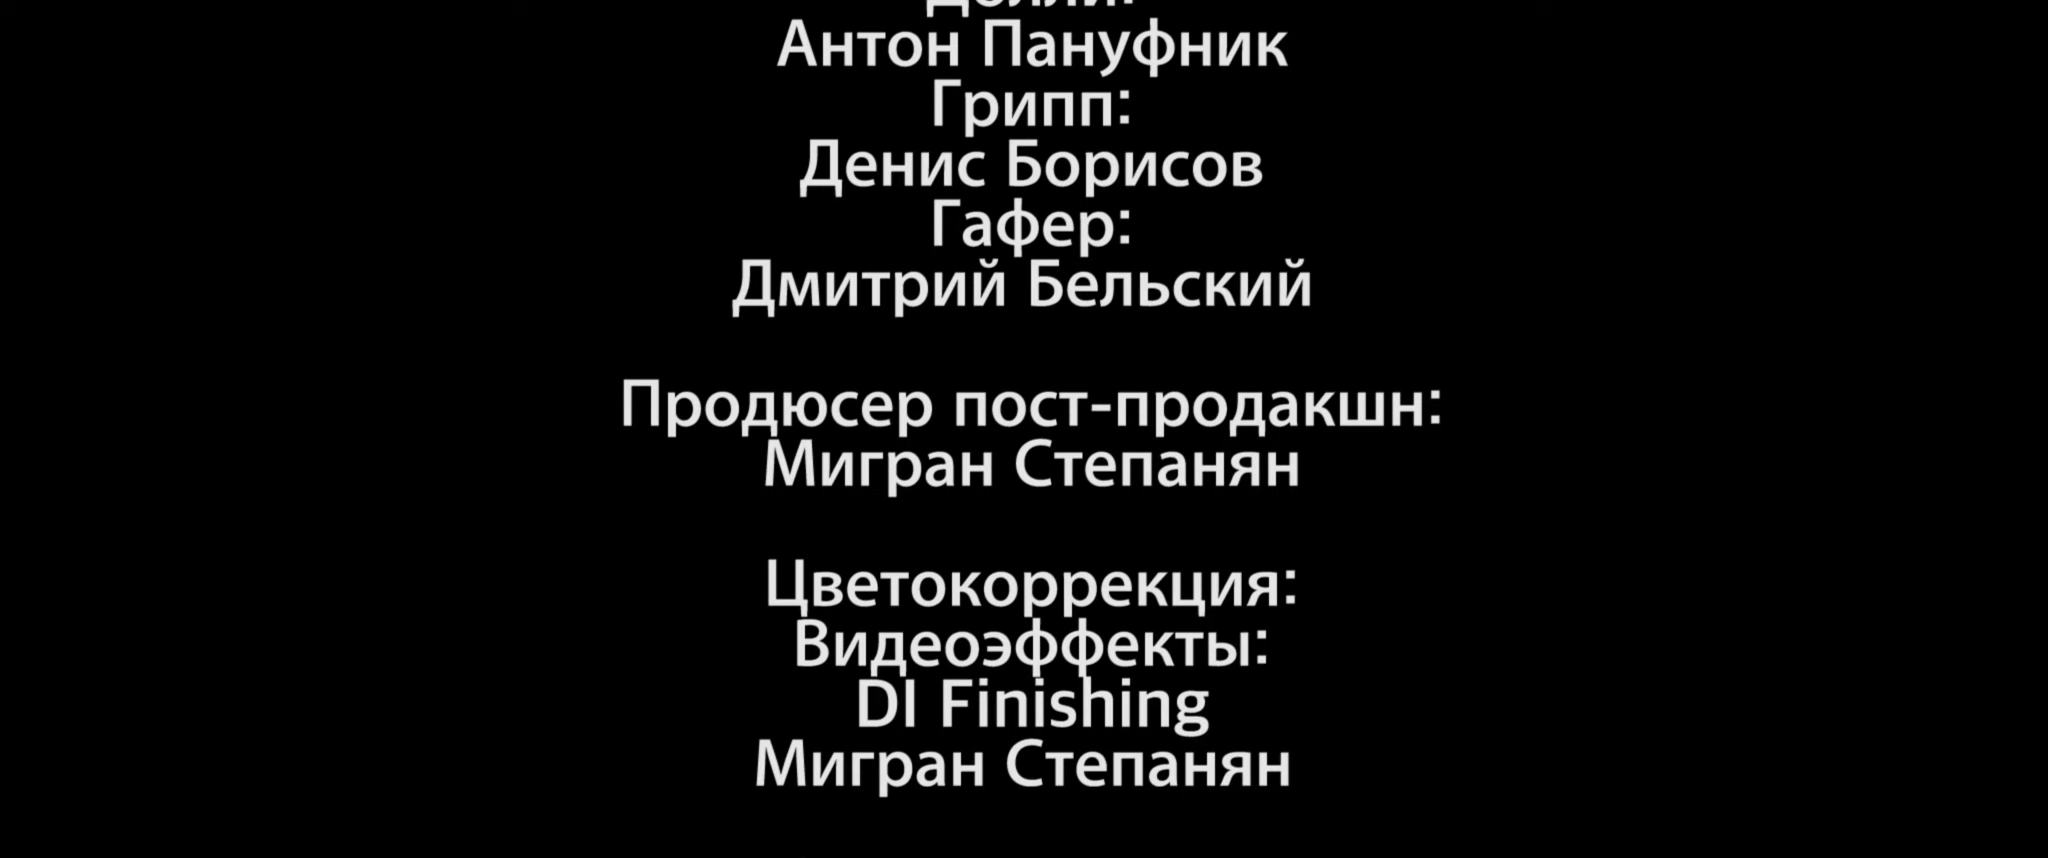 Долли:
Антон Пануфник
Грипп:
Денис Борисов
Гафер:
Дмитрий Бельский
Продюсер пост-продакшн:
Мигран Степанян
Цветокоррекция:
Видеоэффекты:
DI Finishing
Мигран Степанян